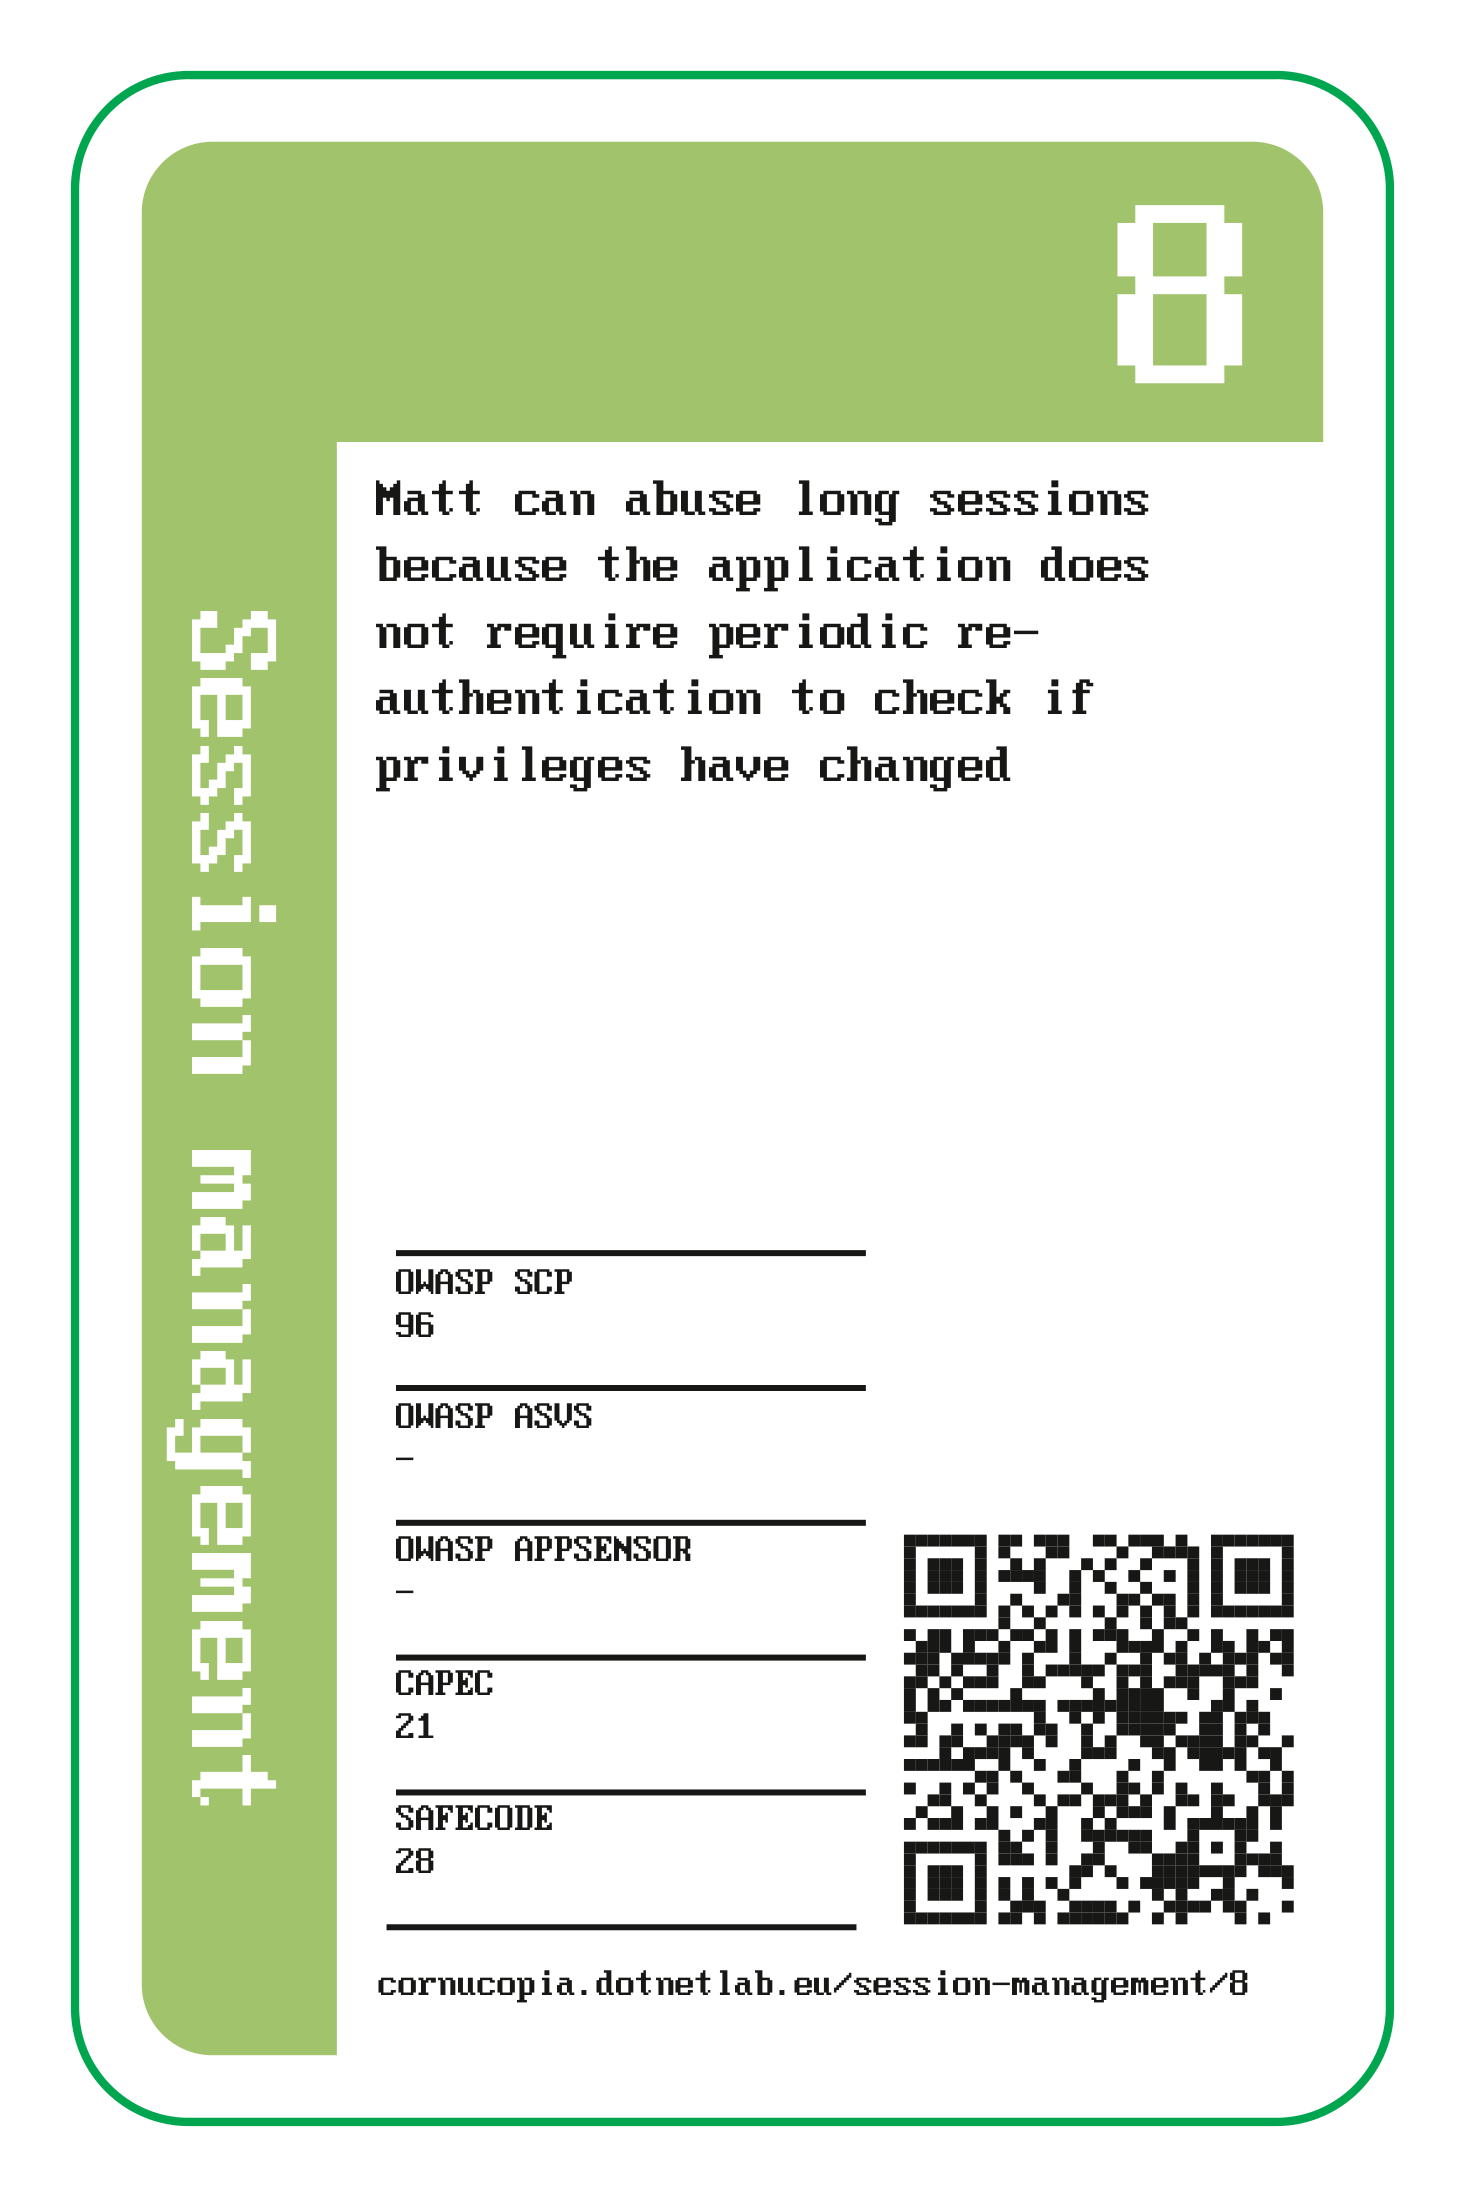 8
Session management
Matt can abuse long sessions
because the application does
not require periodic re-
authentication to check if
privileges have changed
OWASP SCP
96
OWASP ASVS
-
OWASP APPSENSOR
-
CAPEC
21
SAFECODE
28
cornucopia.dotnetlab.eu/session-management/8